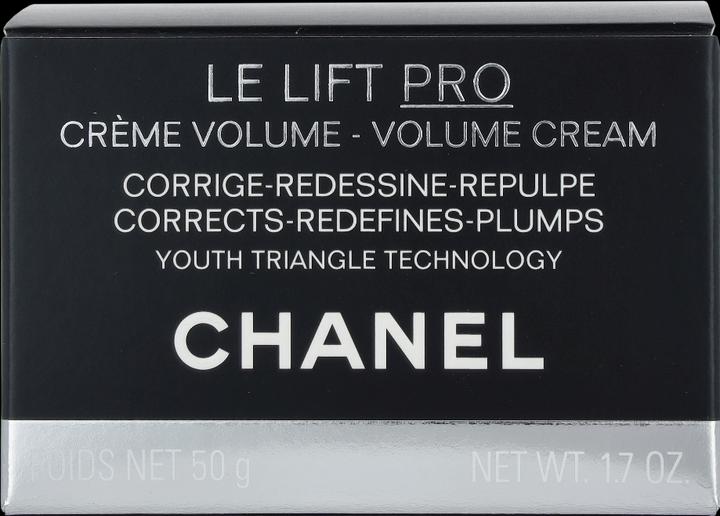 LE LIFT PRO
CRÈME VOLUME - VOLUME CREAM
CORRIGE-REDESSINE-REPULPE
CORRECTS-REDEFINES-PLUMPS
YOUTH TRIANGLE TECHNOLOGY
CHANEL
POIDS NET 50 g NET WT. 1.7 OZ.